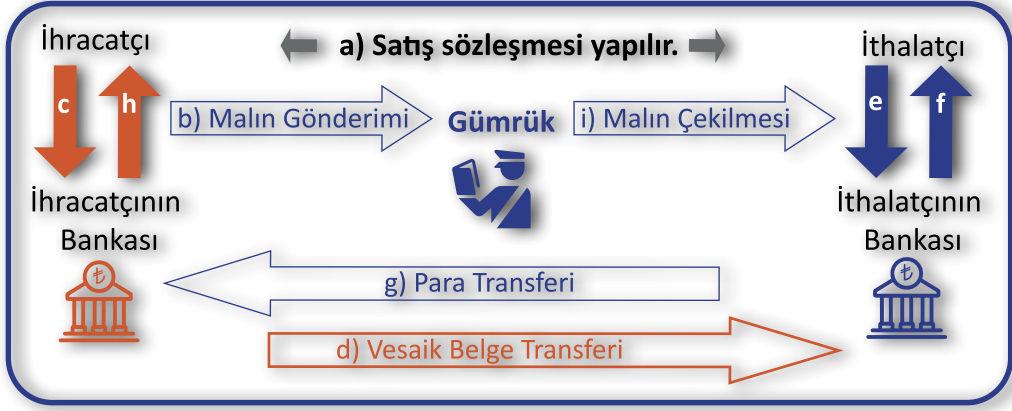 İhracatçı
a) Satış sözleşmesi yapılır.
İthalatçı
c
h
b) Malın Gönderimi
Gümrük
i) Malın Çekilmesi
e
f
İhracatçının
Bankası
İthalatçının
Bankası
₺
g) Para Transferi
₺
d) Vesaik Belge Transferi